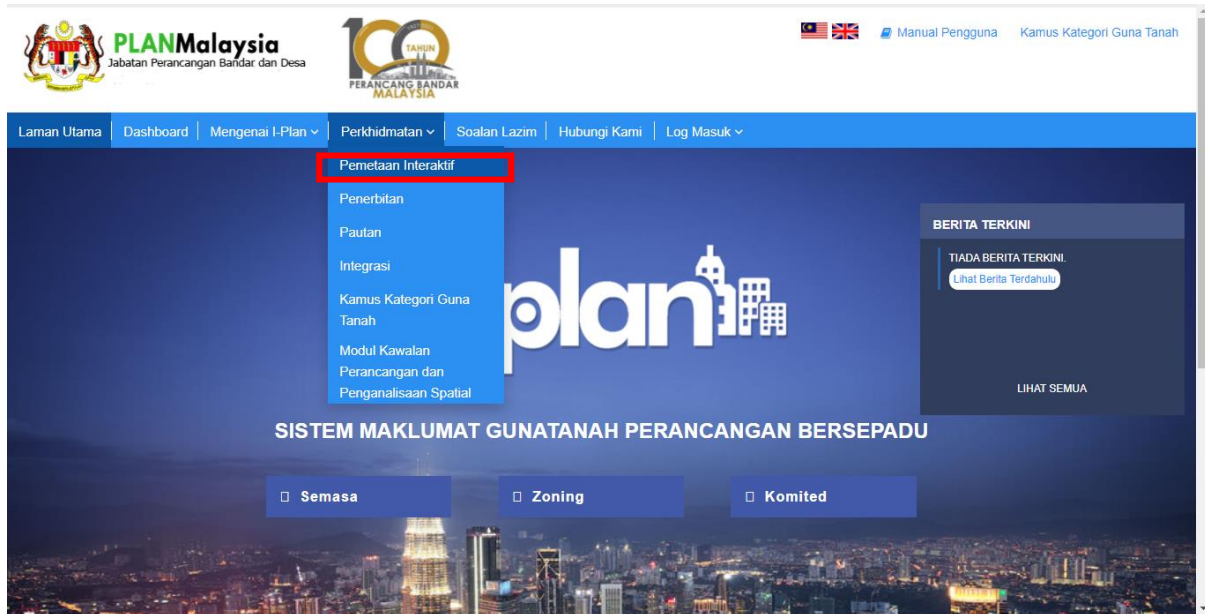 PLANMalaysia
Jabatan Perancangan Bandar dan Desa
100
TAHUN
PERANCANG BANDAR
MALAYSIA
Manual Pengguna
Kamus Kategori Guna Tanah
Laman Utama
Dashboard
Mengenai I-Plan
Perkhidmatan
Soalan Lazim
Hubungi Kami
Log Masuk
Pemetaan Interaktif
Penerbitan
Pautan
Integrasi
Kamus Kategori Guna
Tanah
Modul Kawalan
Perancangan dan
Penganalisaan Spatial
plan
BERITA TERKINI
TIADA BERITA TERKINI.
Lihat Berita Terdahulu
LIHAT SEMUA
SISTEM MAKLUMAT GUNATANAH PERANCANGAN BERSEPADU
Semasa
Zoning
Komited